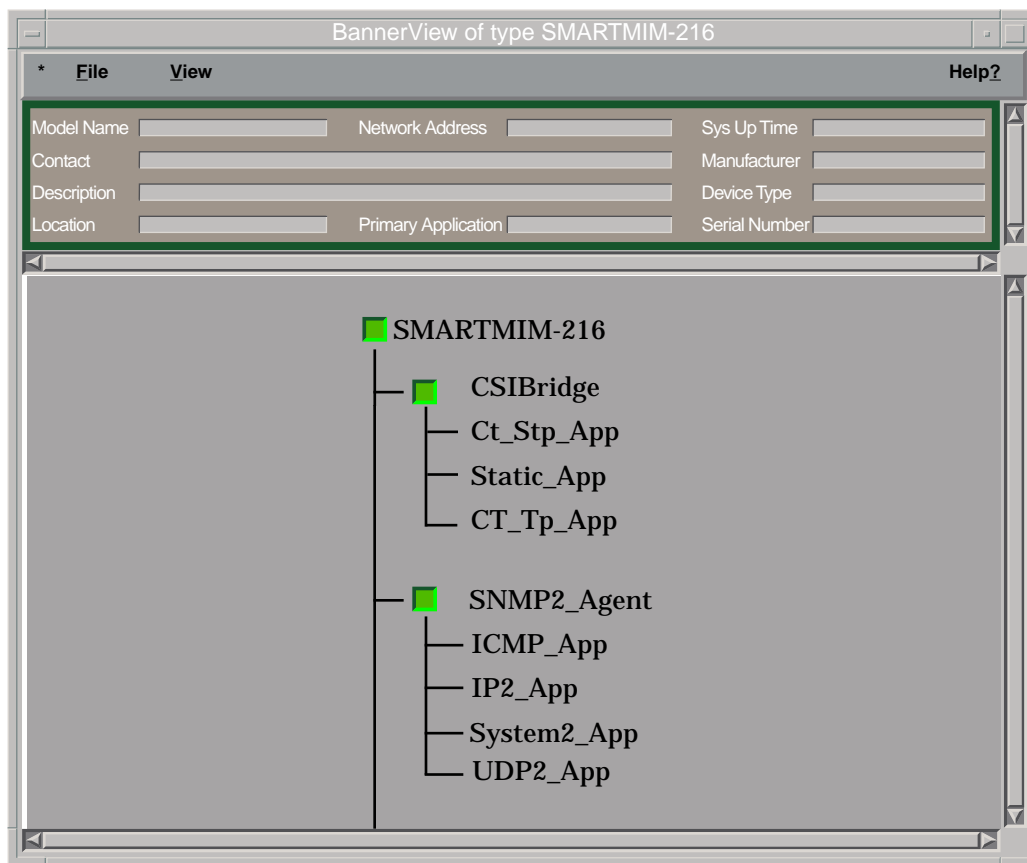 BannerView of type SMARTMIM-216
* File View Help?
Model Name Network Address Sys Up Time
Contact Manufacturer
Description Device Type
Location Primary Application Serial Number
SMARTMIM-216
CSIBridge
Ct_Stp_App
Static_App
CT_Tp_App
SNMP2_Agent
ICMP_App
IP2_App
System2_App
UDP2_App